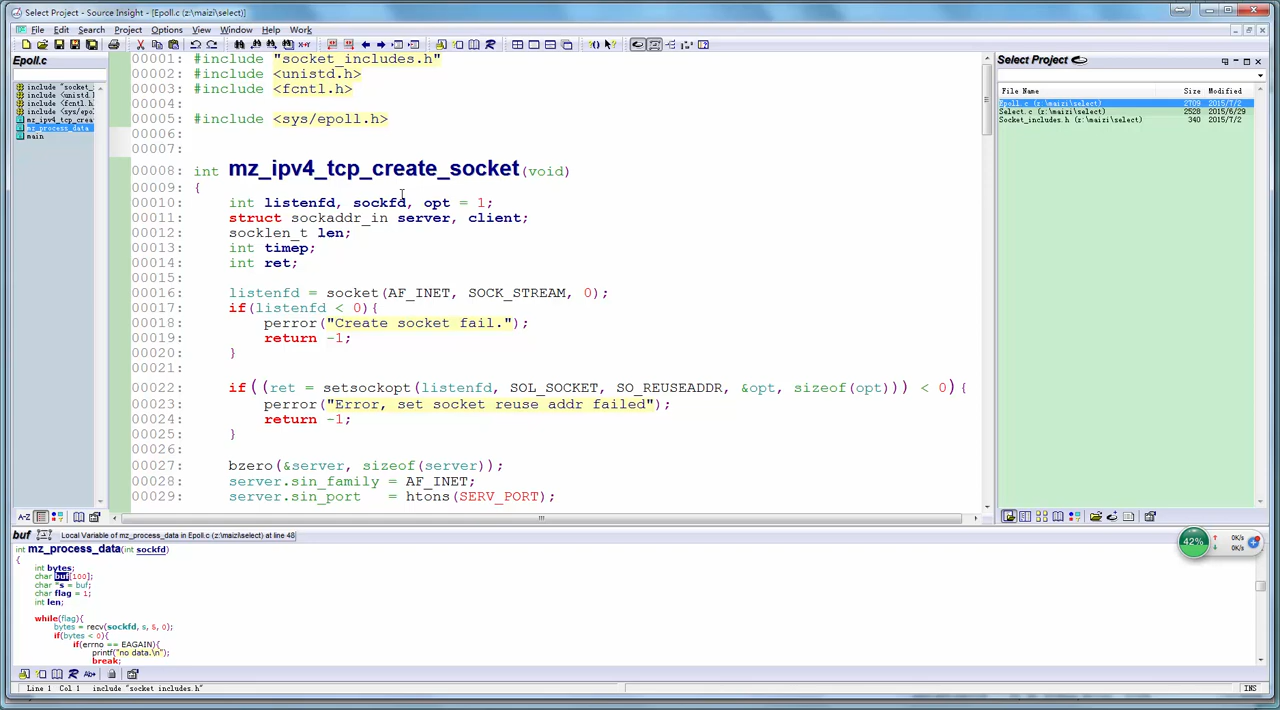 Select Project - Source Insight - [Epoll.c (z:\maizi\select)]
File Edit Search Project Options View Window Help Work
Epoll.c
include "socket_
include <unistd.h
include <fcntl.h
include <sys/epol
mz_ipv4_tcp_creat
mz_process_data
main
00001: #include "socket_includes.h"
00002: #include <unistd.h>
00003: #include <fcntl.h>
00004:
00005: #include <sys/epoll.h>
00006:
00007:
00008: int mz_ipv4_tcp_create_socket(void)
00009: {
00010: int listenfd, sockfd, opt = 1;
00011: struct sockaddr_in server, client;
00012: socklen_t len;
00013: int timep;
00014: int ret;
00015:
00016: listenfd = socket(AF_INET, SOCK_STREAM, 0);
00017: if(listenfd < 0){
00018: perror("Create socket fail.");
00019: return -1;
00020: }
00021:
00022: if((ret = setsockopt(listenfd, SOL_SOCKET, SO_REUSEADDR, &opt, sizeof(opt))) < 0){
00023: perror("Error, set socket reuse addr failed");
00024: return -1;
00025: }
00026:
00027: bzero(&server, sizeof(server));
00028: server.sin_family = AF_INET;
00029: server.sin_port = htons(SERV_PORT);
Select Project
File Name Size Modified
Epoll.c (z:\maizi\select) 2709 2015/7/2
Select.c (z:\maizi\select) 2528 2015/6/29
Socket_includes.h (z:\maizi\select) 340 2015/7/2
A-Z
buf Local Variable of mz_process_data in Epoll.c (z:\maizi\select) at line 48
int mz_process_data(int sockfd)
{
int bytes;
char buf[100];
char *s = buf;
char flag = 1;
int len;
while(flag){
bytes = recv(sockfd, s, 5, 0);
if(bytes < 0){
if(errno == EAGAIN){
printf("no data.\n");
break;
42%
0K/s
0K/s
Line 1 Col 1 include "socket_includes.h" INS